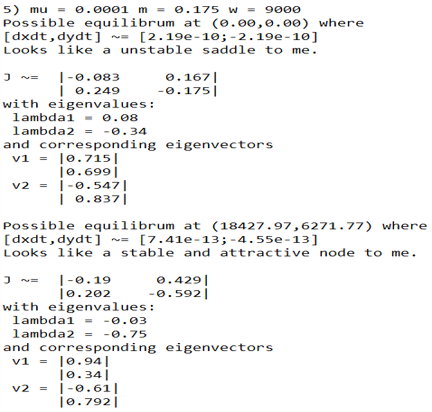 5) mu = 0.0001 m = 0.175 w = 9000
Possible equilibrum at (0.00,0.00) where
[dxdt,dydt] ~= [2.19e-10;-2.19e-10]
Looks like a unstable saddle to me.
J ~= |-0.083 0.167|
| 0.249 -0.175|
with eigenvalues:
lambda1 = 0.08
lambda2 = -0.34
and corresponding eigenvectors
v1 = |0.715|
|0.699|
v2 = |-0.547|
| 0.837|
Possible equilibrum at (18427.97,6271.77) where
[dxdt,dydt] ~= [7.41e-13;-4.55e-13]
Looks like a stable and attractive node to me.
J ~= |-0.19 0.429|
|0.202 -0.592|
with eigenvalues:
lambda1 = -0.03
lambda2 = -0.75
and corresponding eigenvectors
v1 = |0.94|
|0.34|
v2 = |-0.61|
|0.792|